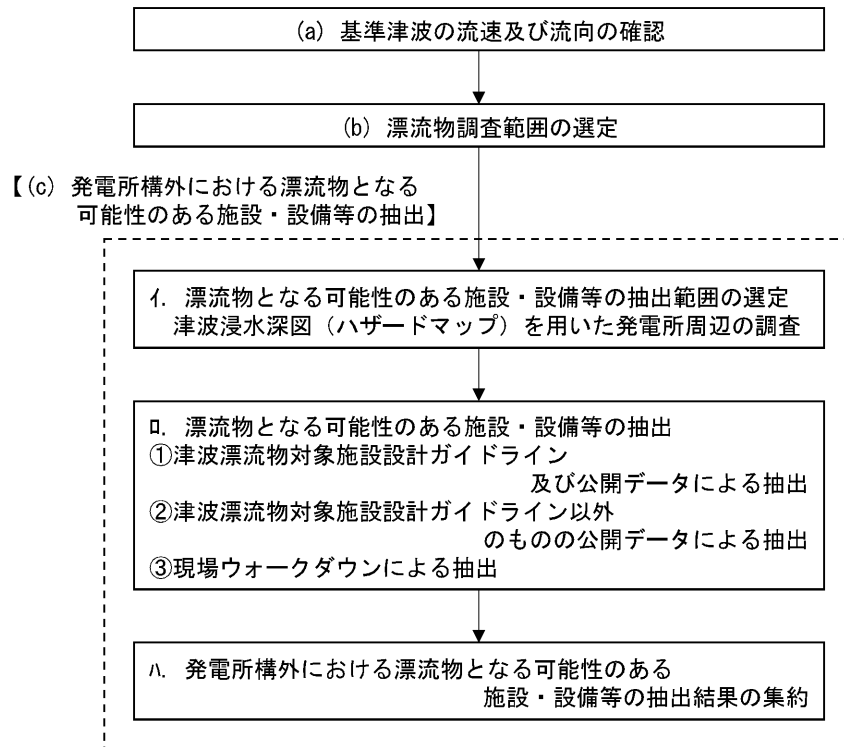 (a) 基準津波の流速及び流向の確認
(b) 漂流物調査範囲の選定
【(c) 発電所構外における漂流物となる
可能性のある施設・設備等の抽出】
ｲ. 漂流物となる可能性のある施設・設備等の抽出範囲の選定
津波浸水深図（ハザードマップ）を用いた発電所周辺の調査
ﾛ. 漂流物となる可能性のある施設・設備等の抽出
①津波漂流物対象施設設計ガイドライン
及び公開データによる抽出
②津波漂流物対象施設設計ガイドライン以外
のものの公開データによる抽出
③現場ウォークダウンによる抽出
ﾊ. 発電所構外における漂流物となる可能性のある
施設・設備等の抽出結果の集約